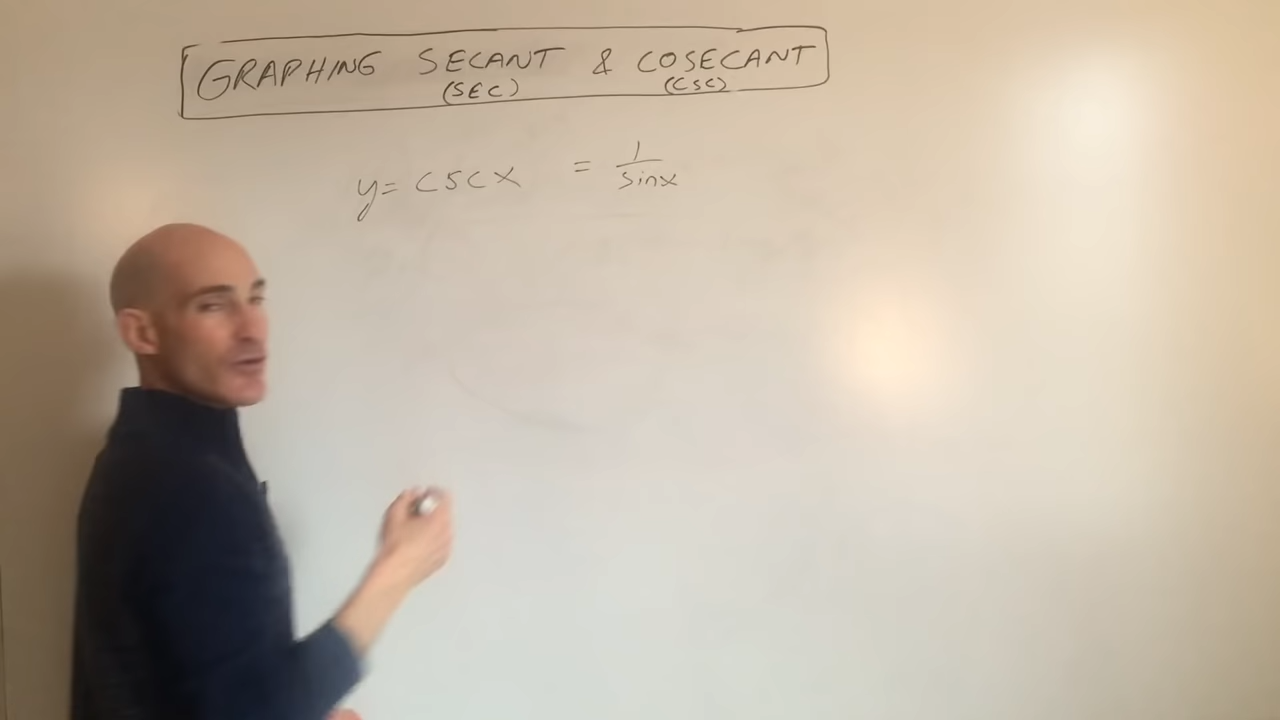 GRAPHING SECANT & COSECANT
(SEC) (CSC)
y = CSC X = 1/sinx